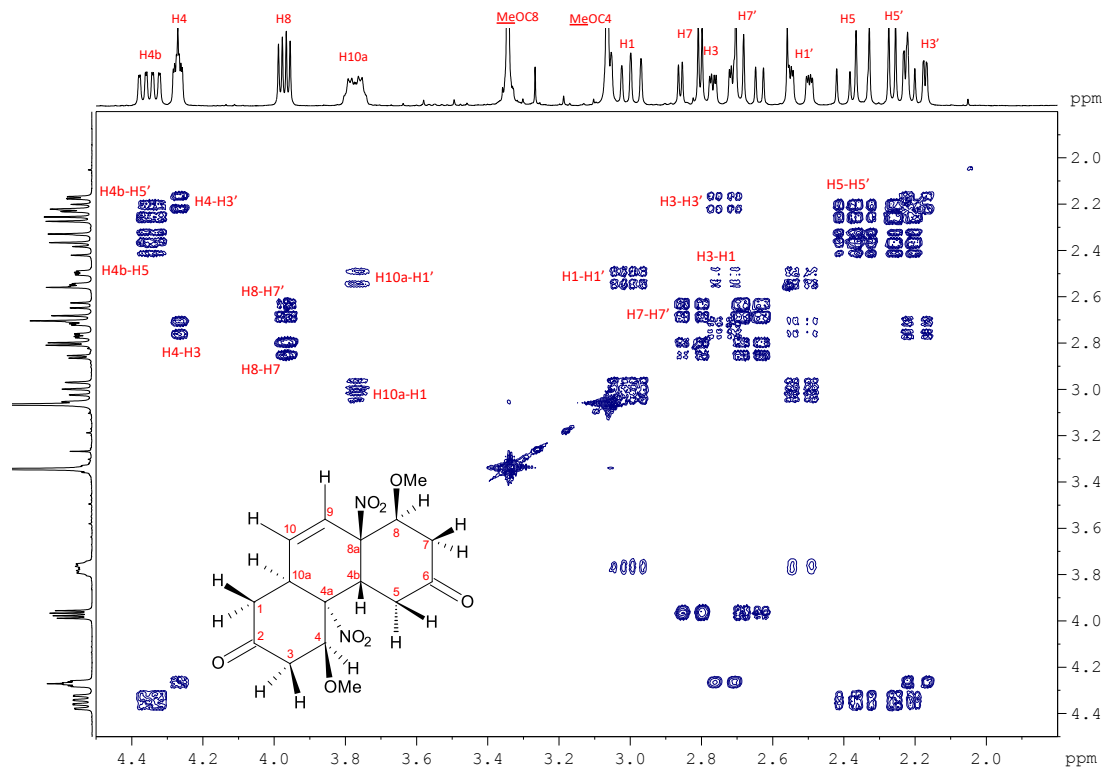 H4b H4 H8 H10a MeOC8 MeOC4 H1 H7 H3 H7′ H1′ H5 H5′ H3′
ppm
H4b-H5′ H4-H3′ H3-H3′ H5-H5′
H4b-H5 H10a-H1′ H1-H1′ H3-H1
H8-H7′ H7-H7′
H4-H3 H8-H7
H10a-H1
2.0
2.2
2.4
2.6
2.8
3.0
3.2
3.4
3.6
3.8
4.0
4.2
4.4
H 9 NO2 OMe H
H 10 8a 8 H
H 10a 4b 7 H
H 4a 6
H 1 H 5 O
2 NO2 H H
O 3 4 H
H H OMe
4.4 4.2 4.0 3.8 3.6 3.4 3.2 3.0 2.8 2.6 2.4 2.2 2.0 ppm